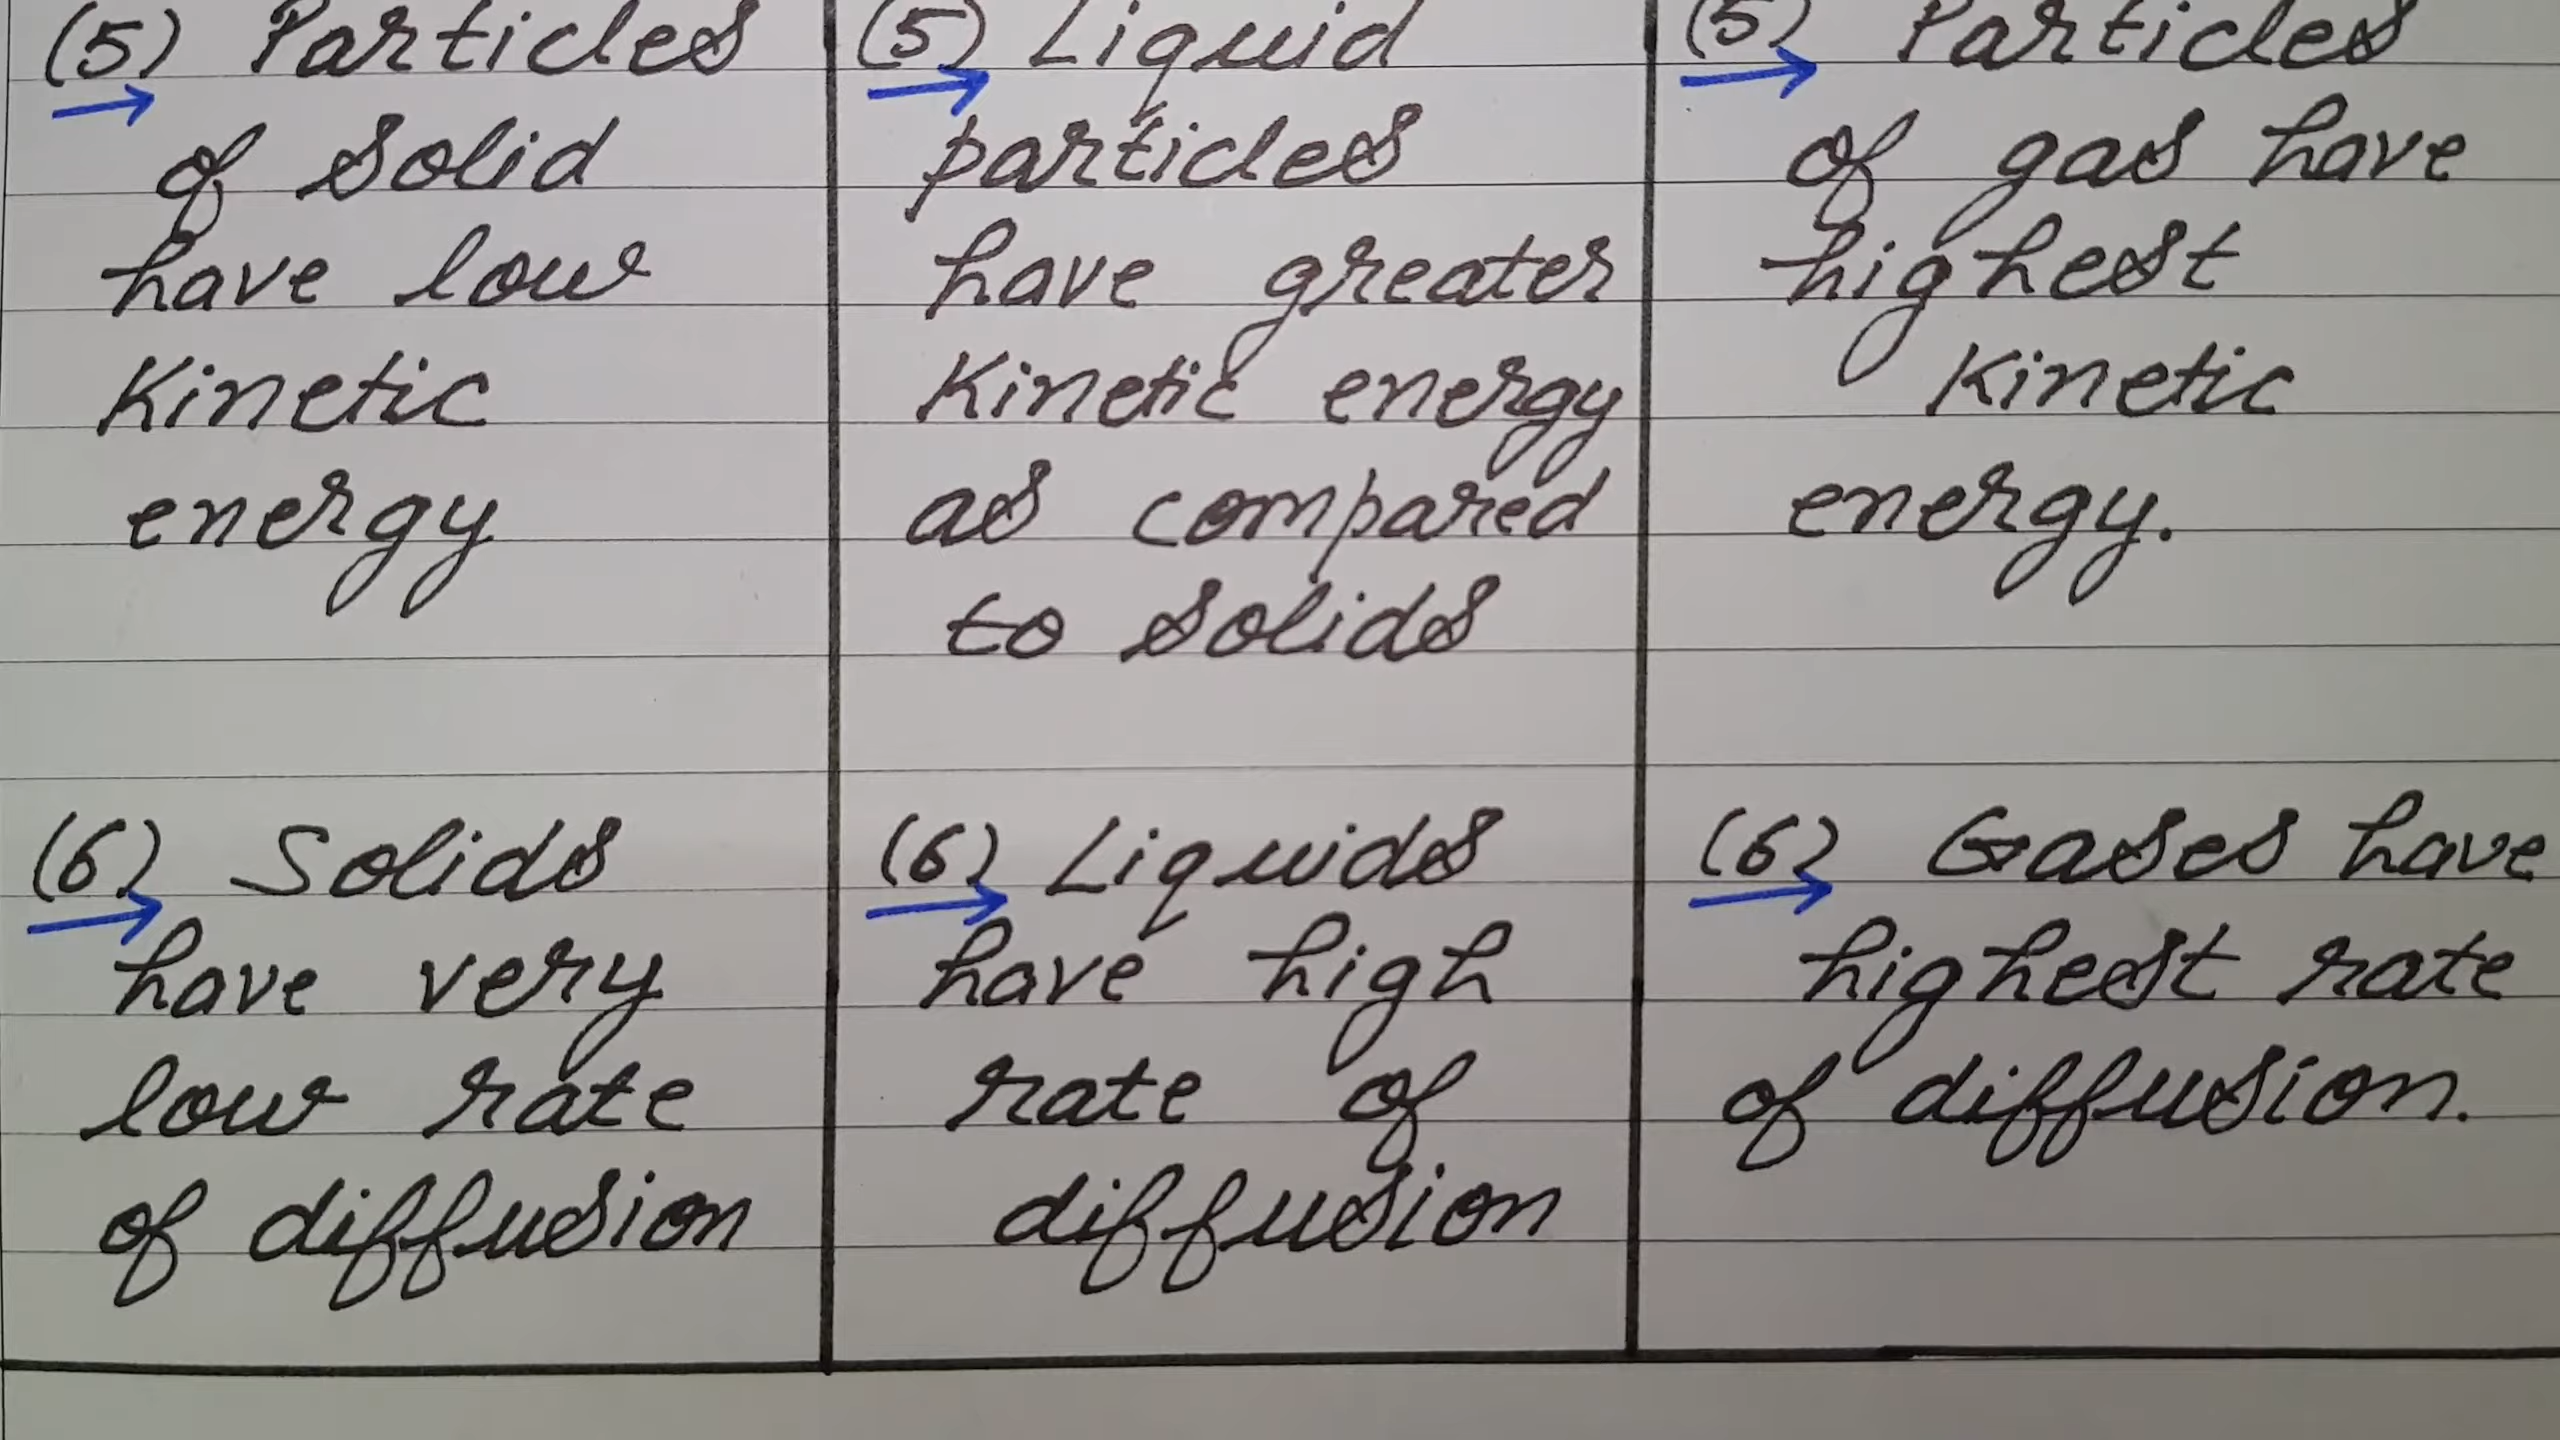 (5) Particles
of solid
have low
Kinetic
energy
(6) Solids
have very
low rate
of diffusion
(5) Liquid
particles
have greater
Kinetic energy
as compared
to solids
(6) Liquids
have high
rate of
diffusion
(5) Particles
of gas have
highest
Kinetic
energy.
(6) Gases have
highest rate
of diffusion.